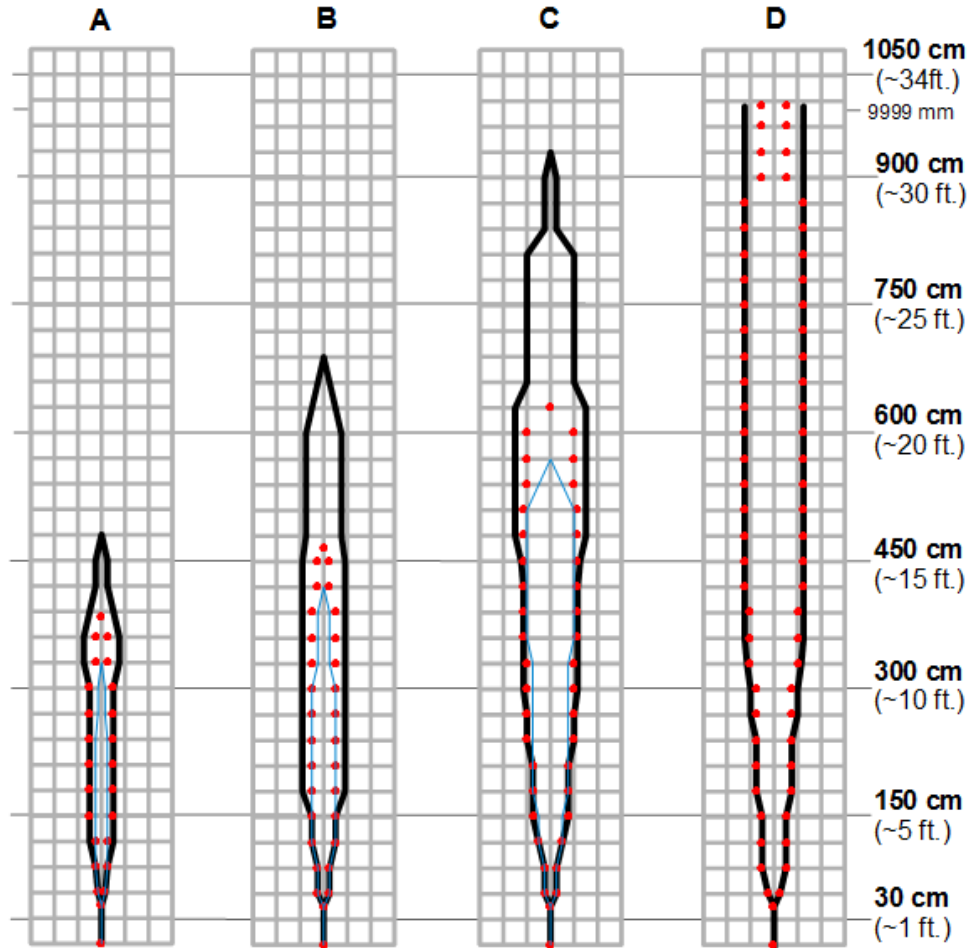 A
B
C
D
1050 cm
(~34ft.)
9999 mm
900 cm
(~30 ft.)
750 cm
(~25 ft.)
600 cm
(~20 ft.)
450 cm
(~15 ft.)
300 cm
(~10 ft.)
150 cm
(~5 ft.)
30 cm
(~1 ft.)